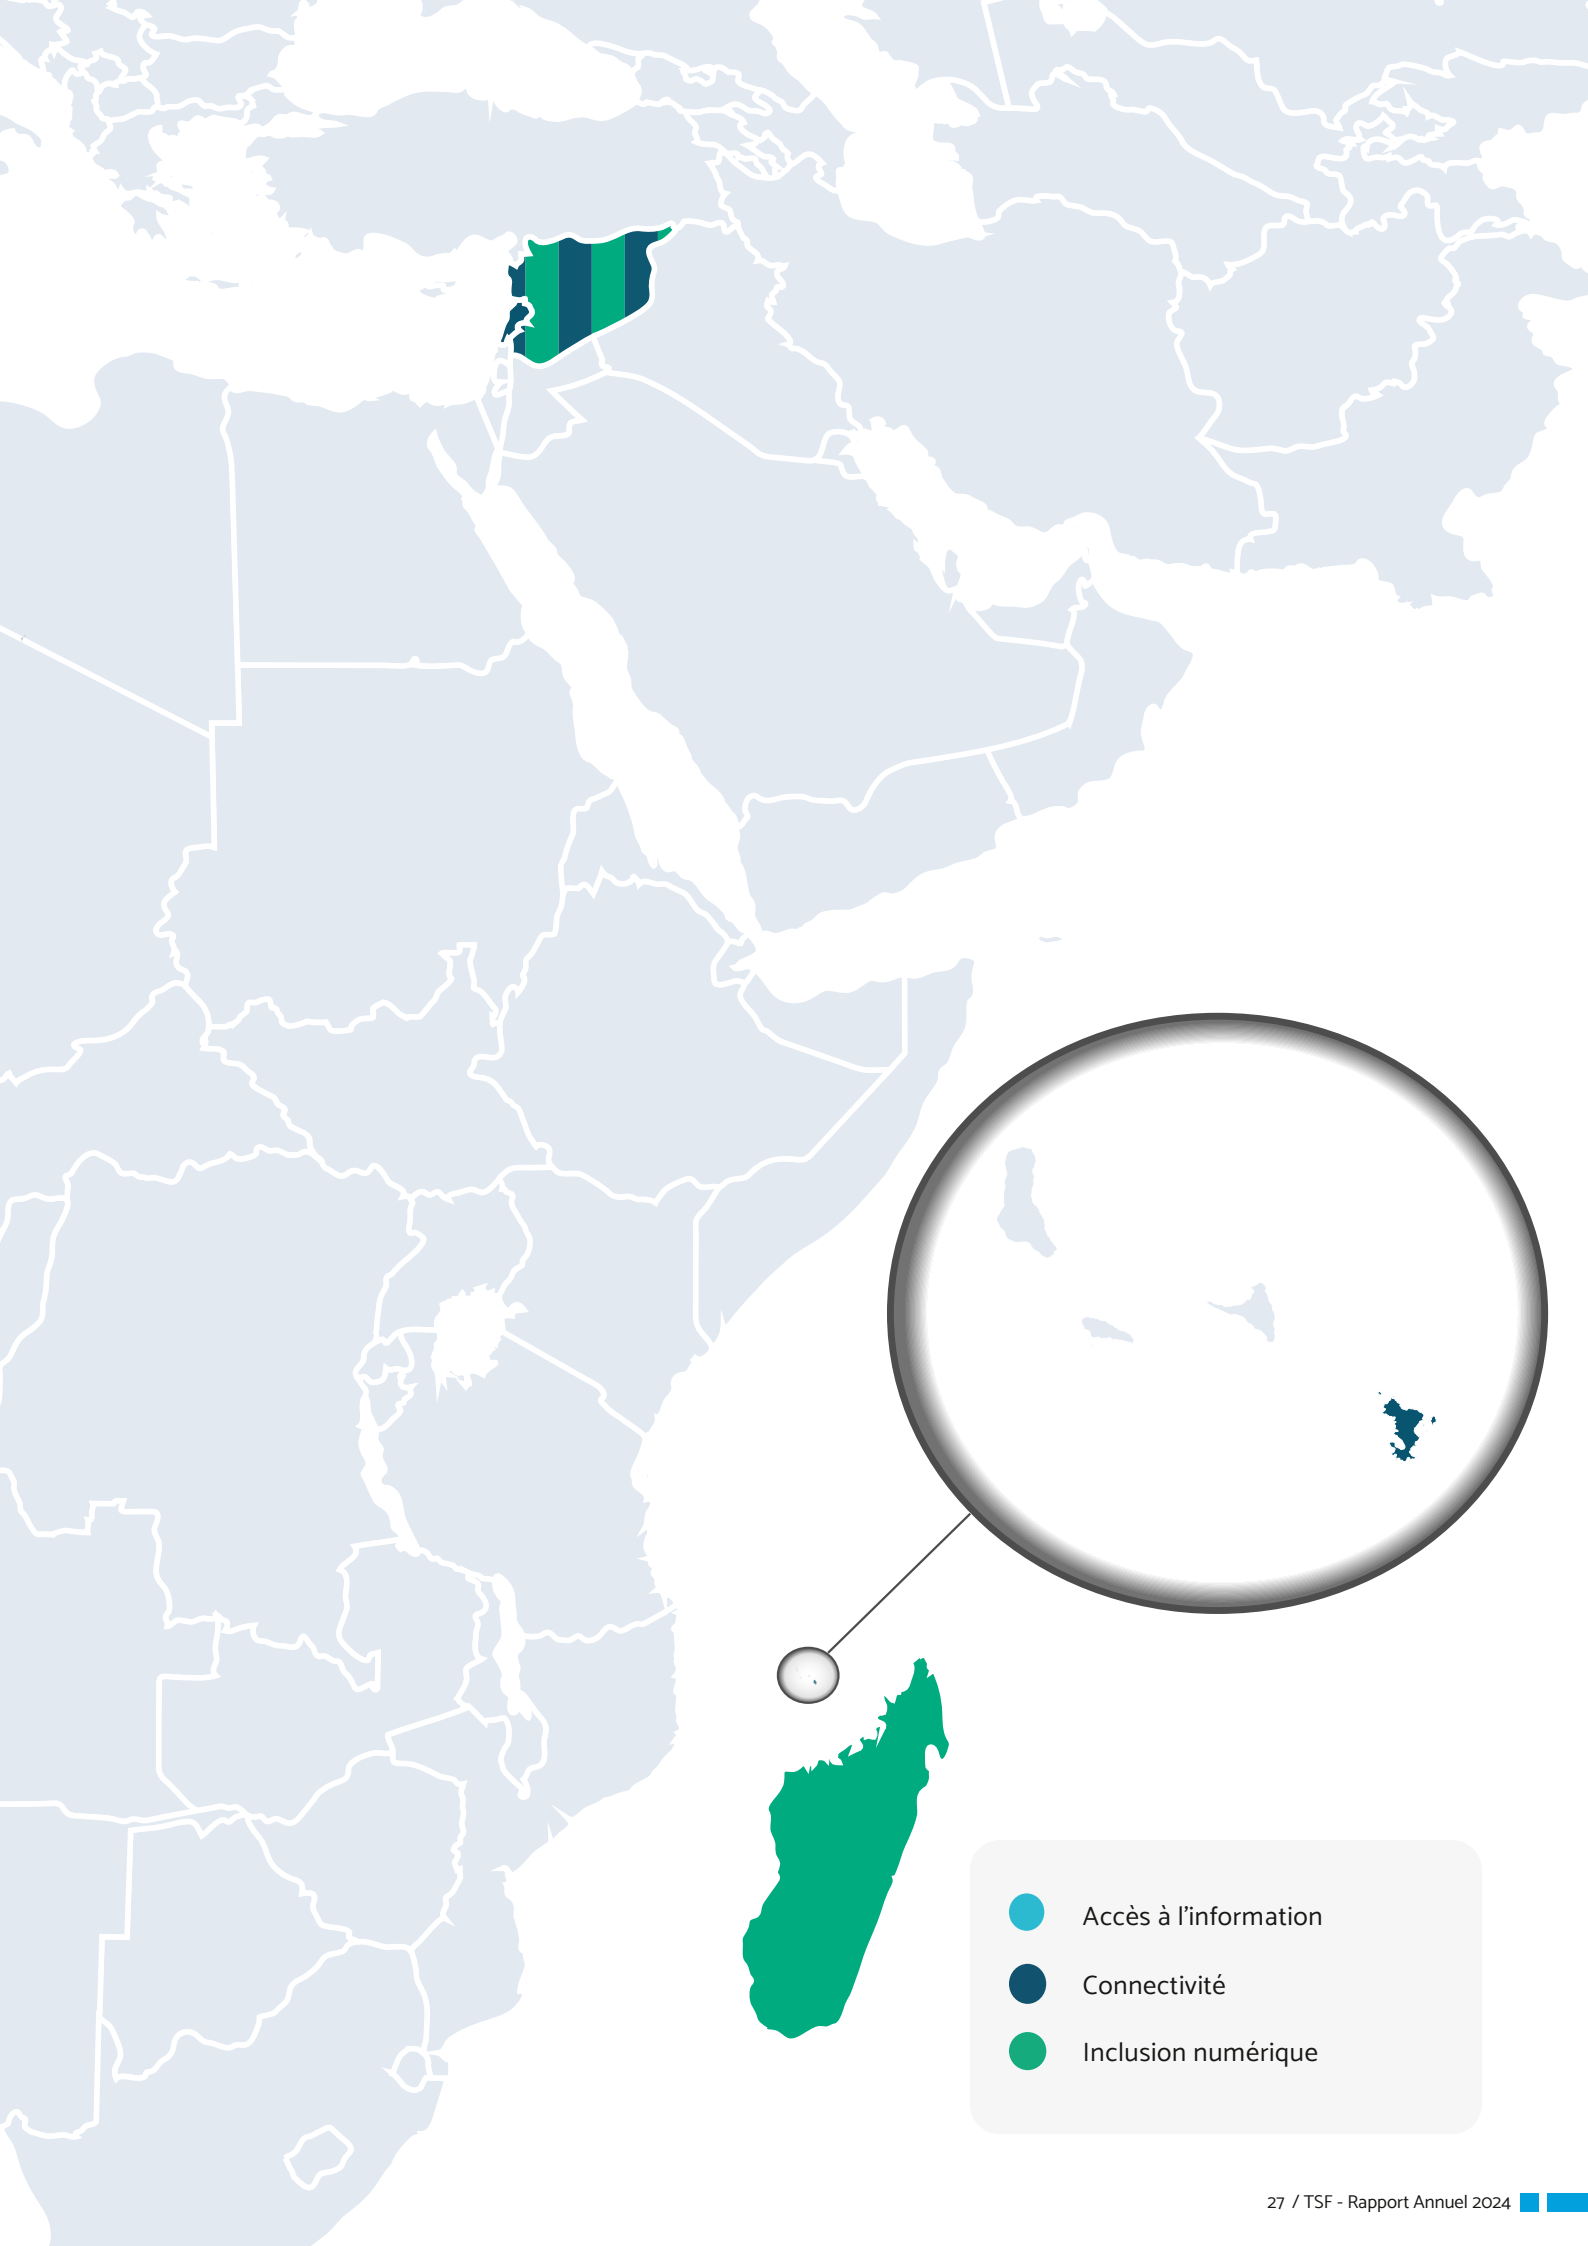 Accès à l’information
Connectivité
Inclusion numérique
27 / TSF - Rapport Annuel 2024